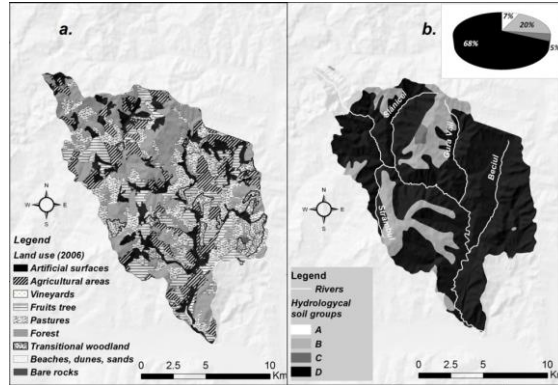 a.
N
W E
S
Legend
Land use (2006)
Artificial surfaces
Agricultural areas
Vineyards
Fruits tree
Pastures
Forest
Transitional woodland
Beaches, dunes, sands
Bare rocks
0 2.5 5 10
Km
b.
7%
20%
5%
68%
Slănicel
Beciul
N
W E
S
Legend
Rivers
Hydrologycal
soil groups
A
B
C
D
0 2.5 5 10
Km